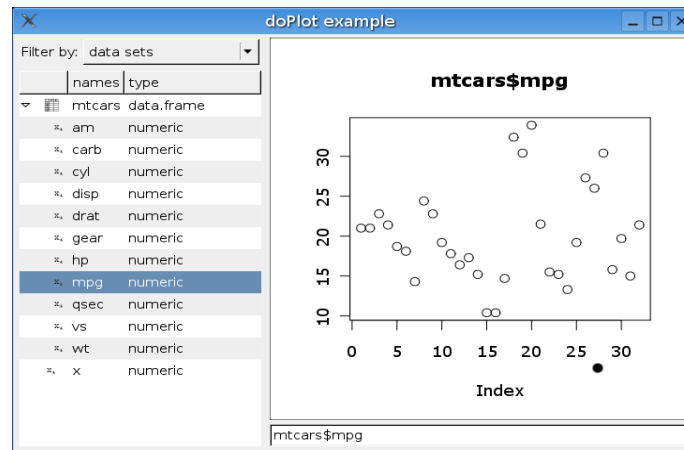 doPlot example
Filter by: data sets
names type
mtcars data.frame
am numeric
carb numeric
cyl numeric
disp numeric
drat numeric
gear numeric
hp numeric
mpg numeric
qsec numeric
vs numeric
wt numeric
x numeric
mtcars$mpg
30
25
20
15
10
0 5 10 15 20 25 30
Index
mtcars$mpg